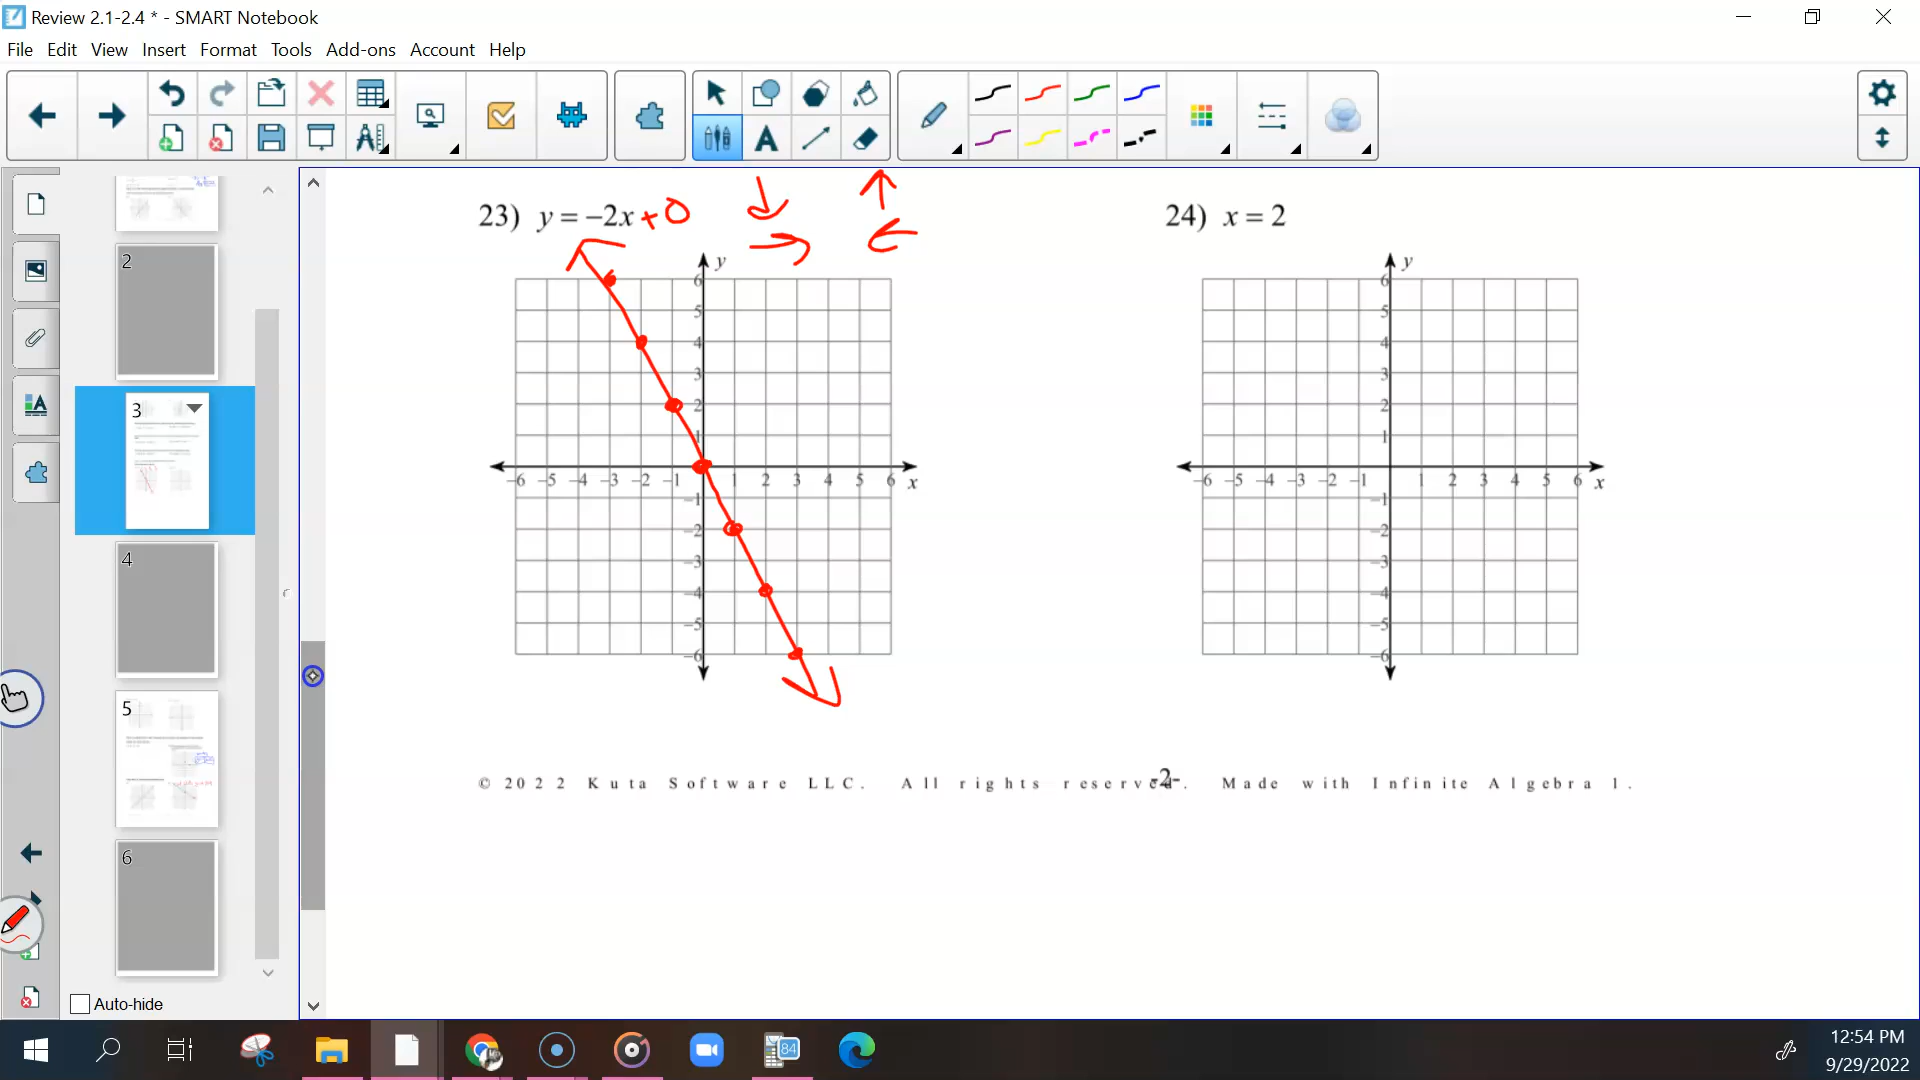 Review 2.1-2.4 * - SMART Notebook
File Edit View Insert Format Tools Add-ons Account Help
23) y = −2x +0
24) x = 2
y
6
5
4
3
2
1
−6 −5 −4 −3 −2 −1 1 2 3 4 5 6 x
−1
−2
−3
−4
−5
−6
y
6
5
4
3
2
1
−6 −5 −4 −3 −2 −1 1 2 3 4 5 6 x
−1
−2
−3
−4
−5
−6
© 2022 Kuta Software LLC. All rights reserved. Made with Infinite Algebra 1.
-2-
2
3
4
5
6
Auto-hide
84
12:54 PM
9/29/2022